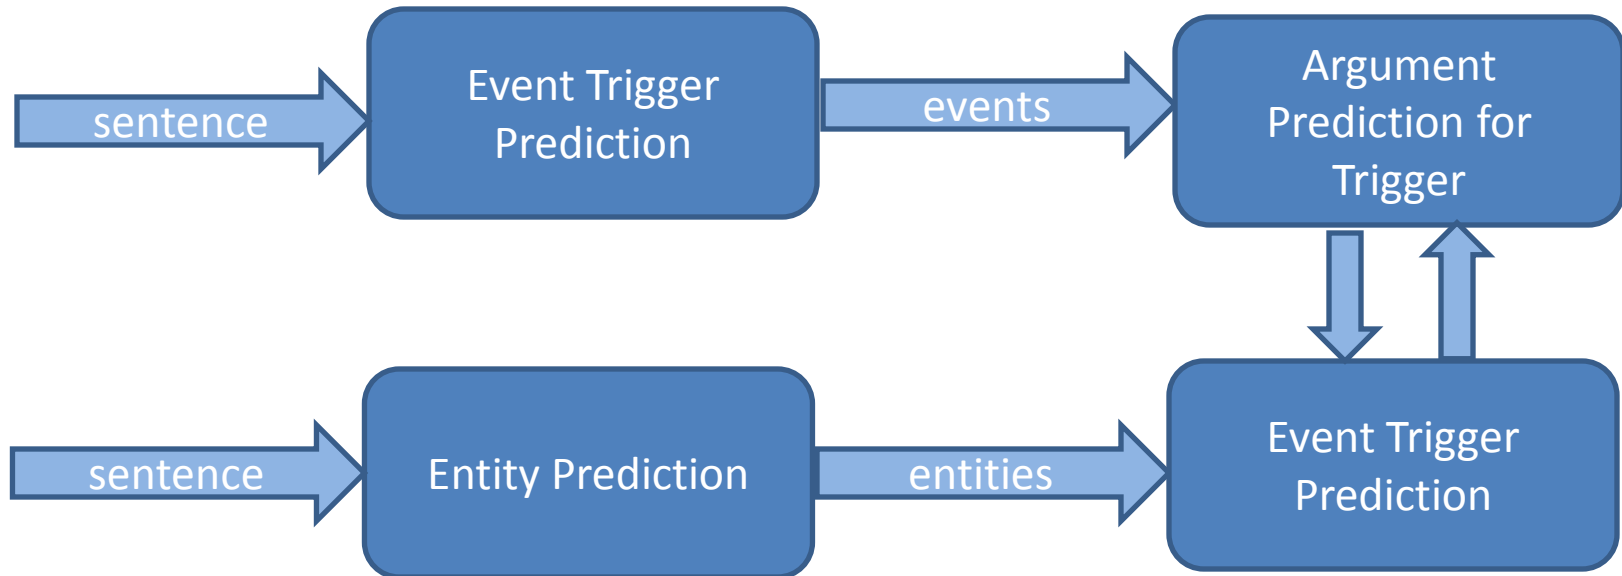 sentence
Event Trigger
Prediction
events
Argument
Prediction for
Trigger
sentence
Entity Prediction
entities
Event Trigger
Prediction